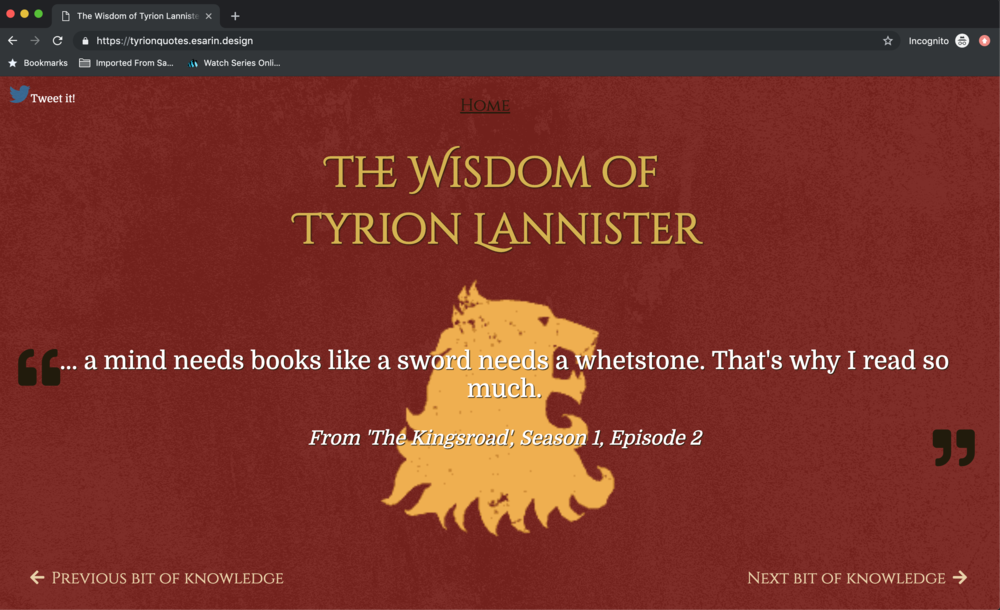 The Wisdom of Tyrion Lannist
https://tyrionquotes.esarin.design
Incognito
Bookmarks
Imported From Sa...
Watch Series Onli...
Tweet it!
Home
The Wisdom of
Tyrion Lannister
... a mind needs books like a sword needs a whetstone. That's why I read so
much.
From 'The Kingsroad', Season 1, Episode 2
Previous bit of knowledge
Next bit of knowledge